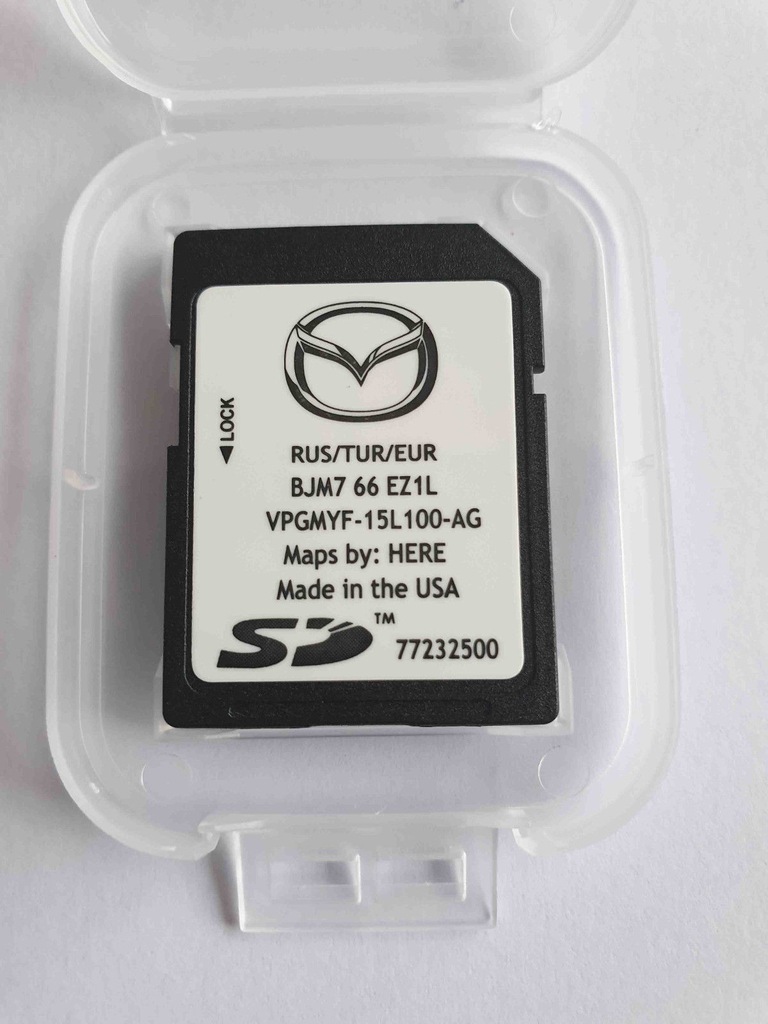 ◄LOCK
RUS/TUR/EUR
BJM7 66 EZ1L
VPGMYF-15L100-AG
Maps by: HERE
Made in the USA
SD™
77232500